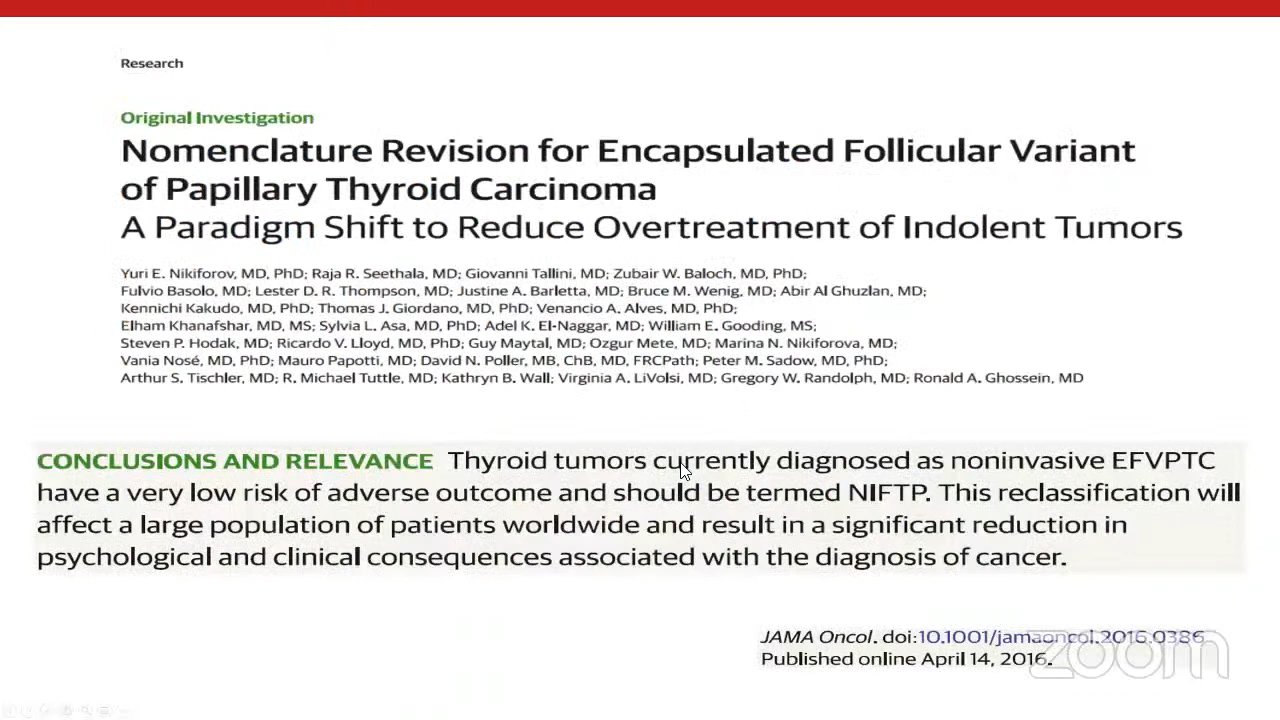 Research
Original Investigation
Nomenclature Revision for Encapsulated Follicular Variant
of Papillary Thyroid Carcinoma
A Paradigm Shift to Reduce Overtreatment of Indolent Tumors
Yuri E. Nikiforov, MD, PhD; Raja R. Seethala, MD; Giovanni Tallini, MD; Zubair W. Baloch, MD, PhD;
Fulvio Basolo, MD; Lester D. R. Thompson, MD; Justine A. Barletta, MD; Bruce M. Wenig, MD; Abir Al Ghuzlan, MD;
Kennichi Kakudo, MD, PhD; Thomas J. Giordano, MD, PhD; Venancio A. Alves, MD, PhD;
Elham Khanafshar, MD, MS; Sylvia L. Asa, MD, PhD; Adel K. El-Naggar, MD; William E. Gooding, MS;
Steven P. Hodak, MD; Ricardo V. Lloyd, MD, PhD; Guy Maytal, MD; Ozgur Mete, MD; Marina N. Nikiforova, MD;
Vania Nosé, MD, PhD; Mauro Papotti, MD; David N. Poller, MB, ChB, MD, FRCPath; Peter M. Sadow, MD, PhD;
Arthur S. Tischler, MD; R. Michael Tuttle, MD; Kathryn B. Wall; Virginia A. LiVolsi, MD; Gregory W. Randolph, MD; Ronald A. Ghossein, MD
CONCLUSIONS AND RELEVANCE Thyroid tumors currently diagnosed as noninvasive EFVPTC
have a very low risk of adverse outcome and should be termed NIFTP. This reclassification will
affect a large population of patients worldwide and result in a significant reduction in
psychological and clinical consequences associated with the diagnosis of cancer.
JAMA Oncol. doi:10.1001/jamaoncol.2016.0386
Published online April 14, 2016.
zoom